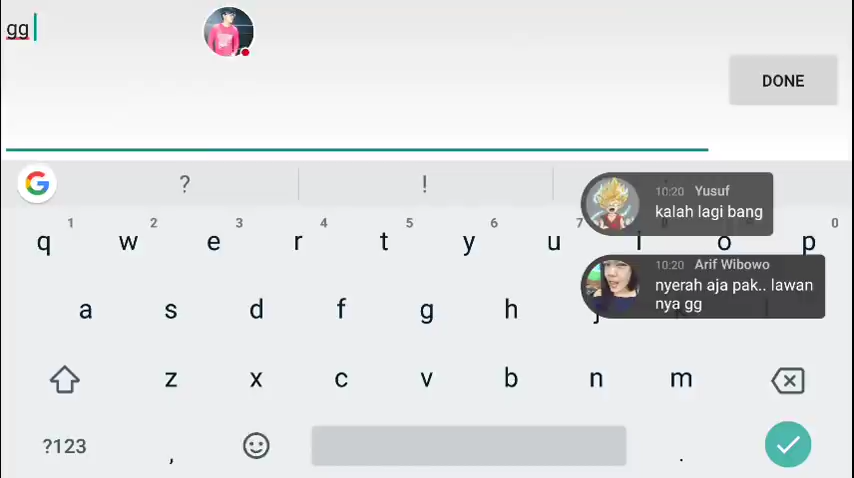 gg
DONE
? !
10:20 Yusuf
kalah lagi bang
1 2 3 4 5 6 7 0
q w e r t y u i o p
10:20 Arif Wibowo
nyerah aja pak.. lawan
nya gg
a s d f g h j
z x c v b n m
?123 , .